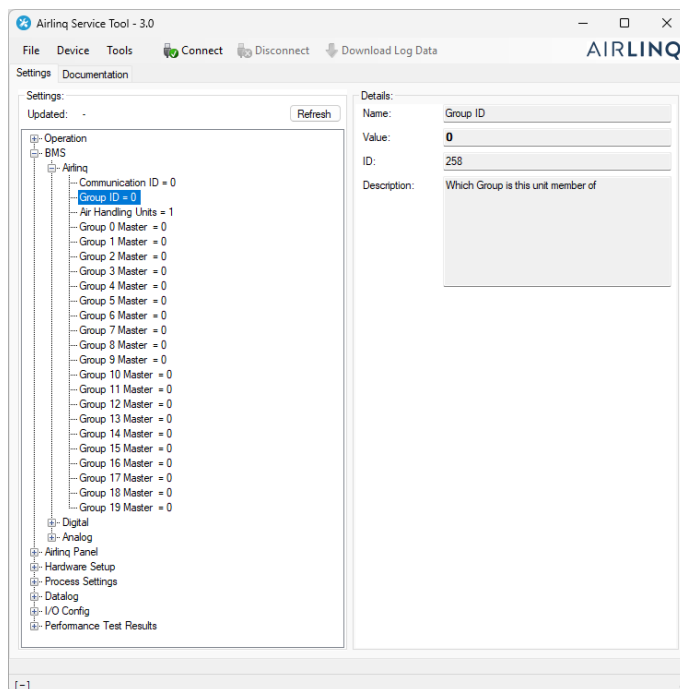 Airlinq Service Tool - 3.0
File Device Tools Connect Disconnect Download Log Data AIRLINQ
Settings Documentation
Settings:
Updated: - Refresh
Operation
BMS
Airlinq
Communication ID = 0
Group ID = 0
Air Handling Units = 1
Group 0 Master = 0
Group 1 Master = 0
Group 2 Master = 0
Group 3 Master = 0
Group 4 Master = 0
Group 5 Master = 0
Group 6 Master = 0
Group 7 Master = 0
Group 8 Master = 0
Group 9 Master = 0
Group 10 Master = 0
Group 11 Master = 0
Group 12 Master = 0
Group 13 Master = 0
Group 14 Master = 0
Group 15 Master = 0
Group 16 Master = 0
Group 17 Master = 0
Group 18 Master = 0
Group 19 Master = 0
Digital
Analog
Airlinq Panel
Hardware Setup
Process Settings
Datalog
I/O Config
Performance Test Results
Details:
Name: Group ID
Value: 0
ID: 258
Description: Which Group is this unit member of
[-]